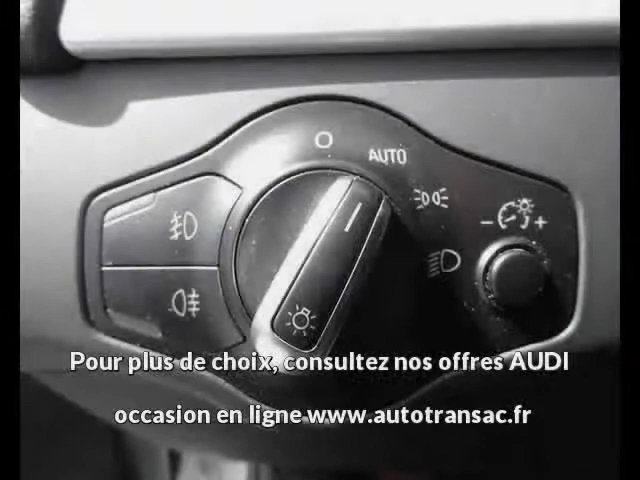 O
AUTO
- +
Pour plus de choix, consultez nos offres AUDI
occasion en ligne www.autotransac.fr